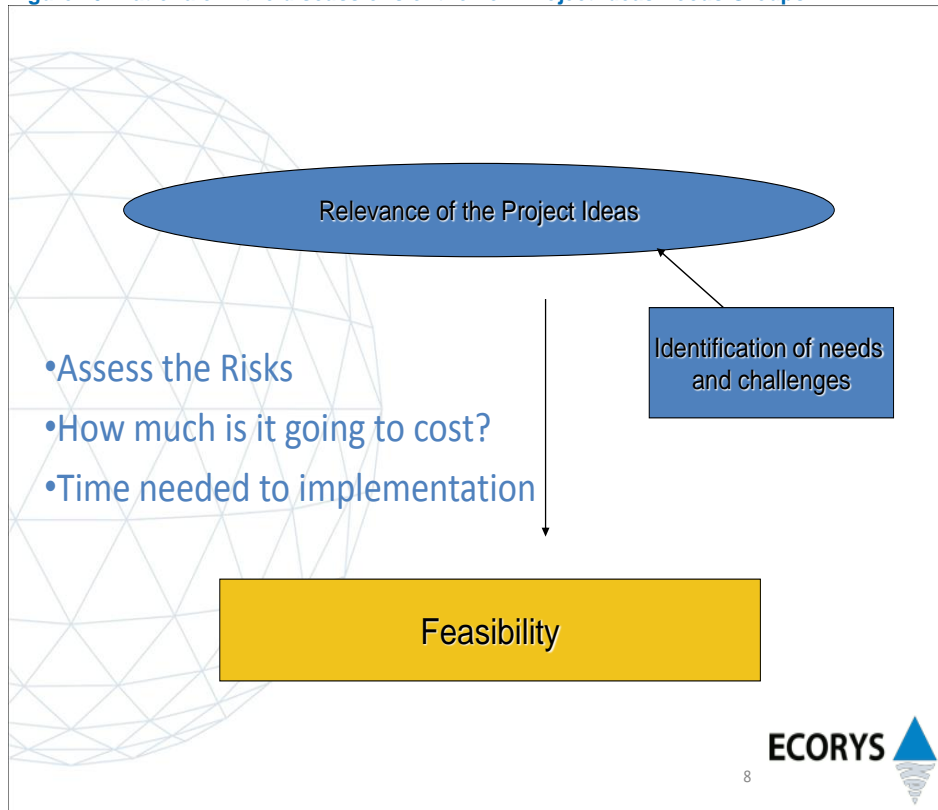 Relevance of the Project Ideas
Identification of needs
and challenges
•Assess the Risks
•How much is it going to cost?
•Time needed to implementation
Feasibility
ECORYS
8